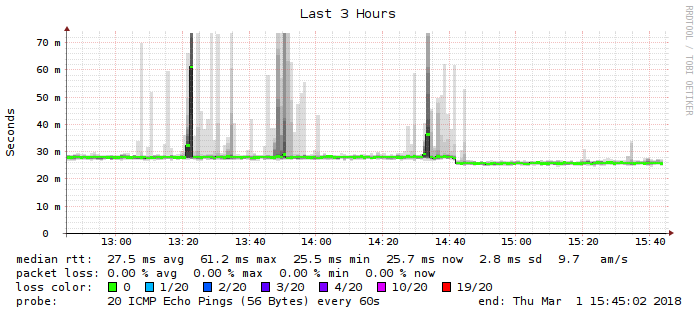 Last 3 Hours
RRDTOOL / TOBI OETIKER
Seconds
70 m
60 m
50 m
40 m
30 m
20 m
10 m
0
13:00 13:20 13:40 14:00 14:20 14:40 15:00 15:20 15:40
median rtt: 27.5 ms avg 61.2 ms max 25.5 ms min 25.7 ms now 2.8 ms sd 9.7 am/s
packet loss: 0.00 % avg 0.00 % max 0.00 % min 0.00 % now
loss color: 0 1/20 2/20 3/20 4/20 10/20 19/20
probe: 20 ICMP Echo Pings (56 Bytes) every 60s end: Thu Mar 1 15:45:02 2018